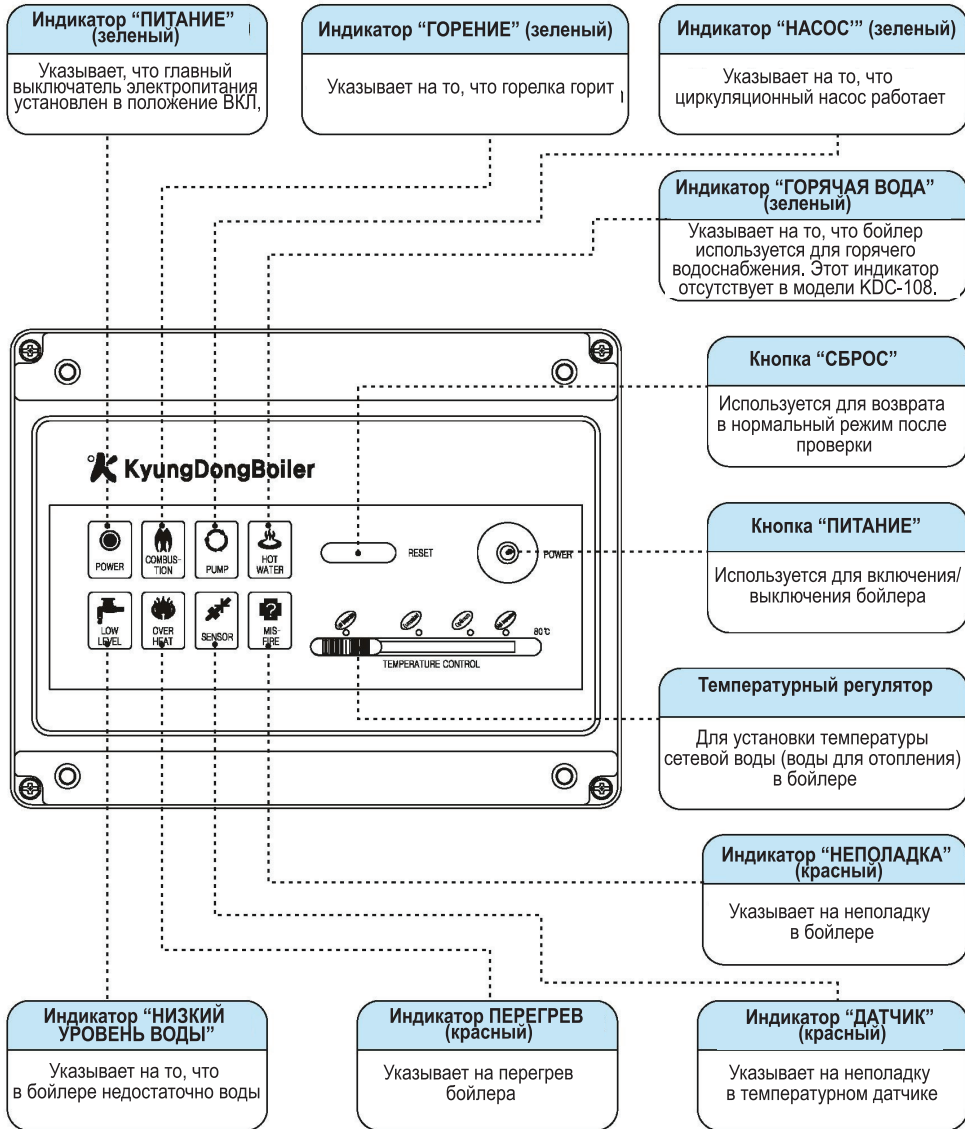 Индикатор “ПИТАНИЕ”
(зеленый)
Указывает, что главный
выключатель электропитания
установлен в положение ВКЛ,
Индикатор “ГОРЕНИЕ” (зеленый)
Указывает на то, что горелка горит
Индикатор “НАСОС’” (зеленый)
Указывает на то, что
циркуляционный насос работает
Индикатор “ГОРЯЧАЯ ВОДА”
(зеленый)
Указывает на то, что бойлер
используется для горячего
водоснабжения. Этот индикатор
отсутствует в модели KDC-108.
Кнопка “СБРОС”
Используется для возврата
в нормальный режим после
проверки
Кнопка “ПИТАНИЕ”
Используется для включения/
выключения бойлера
Температурный регулятор
Для установки температуры
сетевой воды (воды для отопления)
в бойлере
KyungDongBoiler
POWER
COMBUS-
TION
PUMP
HOT
WATER
RESET
POWER
LOW
LEVEL
OVER
HEAT
SENSOR
MIS-
FIRE
80℃
TEMPERATURE CONTROL
Индикатор “НЕПОЛАДКА”
(красный)
Указывает на неполадку
в бойлере
Индикатор “НИЗКИЙ
УРОВЕНЬ ВОДЫ”
Указывает на то, что
в бойлере недостаточно воды
Индикатор ПЕРЕГРЕВ
(красный)
Указывает на перегрев
бойлера
Индикатор “ДАТЧИК”
(красный)
Указывает на неполадку
в температурном датчике